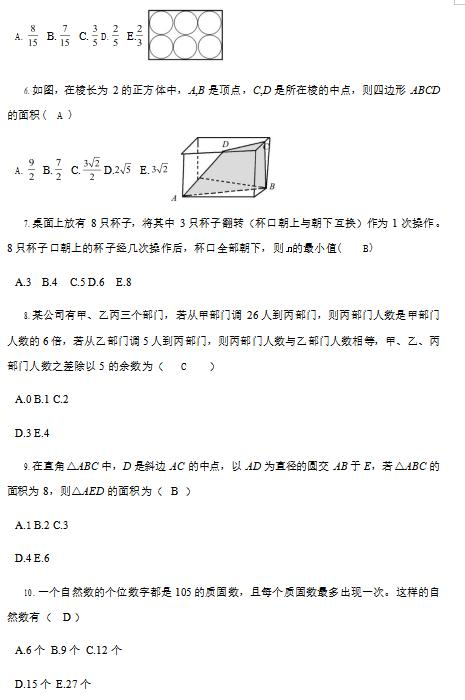 A. 8/15 B. 7/15 C. 3/5 D. 2/5 E. 2/3
6.如图，在棱长为 2 的正方体中，A,B 是顶点，C,D 是所在棱的中点，则四边形 ABCD
的面积( A )
A. 9/2 B. 7/2 C. 3√2/2 D.2√5 E. 3√2
D
C
A
B
7.桌面上放有 8 只杯子，将其中 3 只杯子翻转（杯口朝上与朝下互换）作为 1 次操作。
8 只杯子口朝上的杯子经几次操作后，杯口全部朝下，则 n的最小值( B)
A.3 B.4 C.5 D.6 E.8
8.某公司有甲、乙丙三个部门，若从甲部门调 26 人到丙部门，则丙部门人数是甲部门
人数的 6 倍，若从乙部门调 5 人到丙部门，则丙部门人数与乙部门人数相等，甲、乙、丙
部门人数之差除以 5 的余数为（ C ）
A.0 B.1 C.2
D.3 E.4
9.在直角△ABC 中，D 是斜边 AC 的中点，以 AD 为直径的圆交 AB 于 E，若△ABC 的
面积为 8，则△AED 的面积为（ B ）
A.1 B.2 C.3
D.4 E.6
10.一个自然数的个位数字都是 105 的质因数，且每个质因数最多出现一次。这样的自
然数有（ D ）
A.6 个 B.9 个 C.12 个
D.15 个 E.27 个